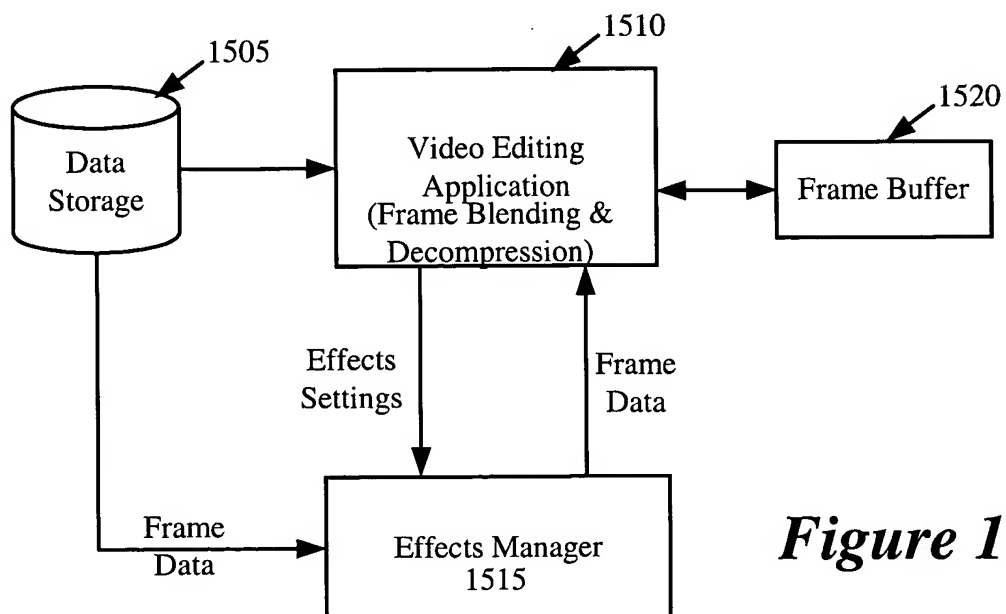 1505
1510
1520
Data
Storage
Video Editing
Application
(Frame Blending &
Decompression)
Frame Buffer
Effects
Settings
Frame
Data
Frame
Data
Effects Manager
1515
Figure 1